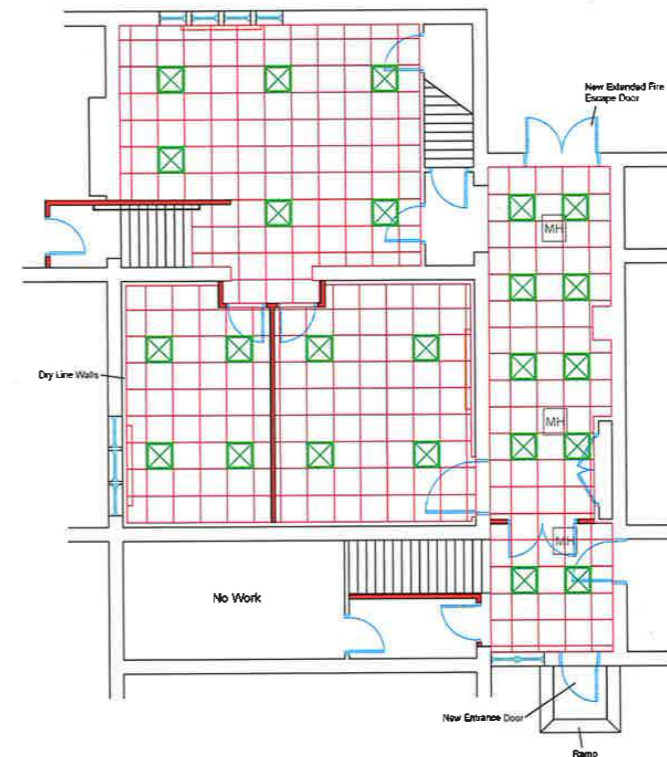 New Extended Fire
Escape Door
MH
Dry Line Walls
MH
MH
No Work
New Entrance Door
Ramp